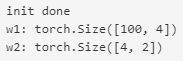 init done
w1: torch.Size([100, 4])
w2: torch.Size([4, 2])